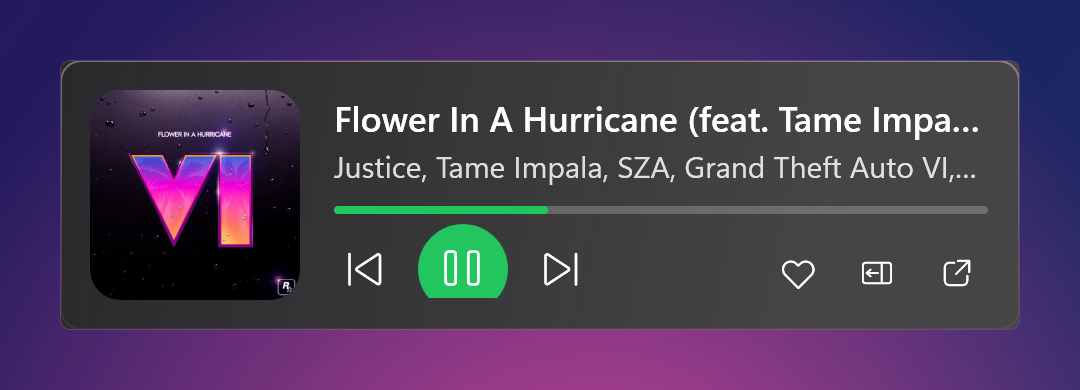 FLOWER IN A HURRICANE
VI
R
Flower In A Hurricane (feat. Tame Impa...
Justice, Tame Impala, SZA, Grand Theft Auto VI,...